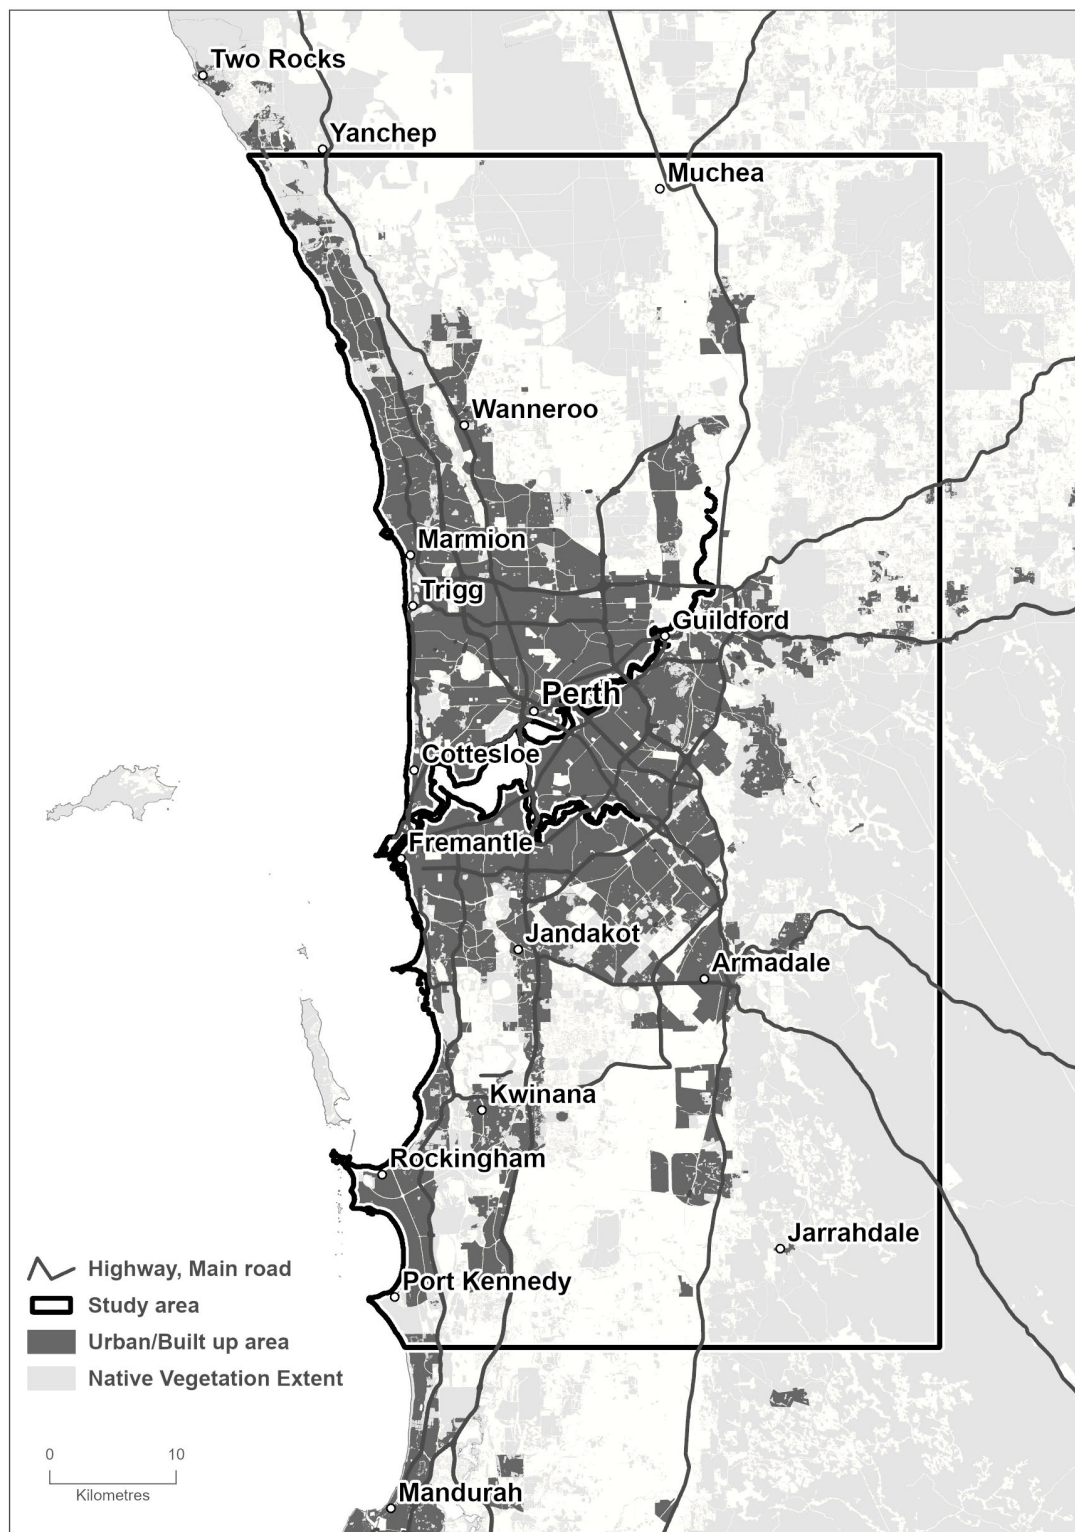 Two Rocks
Yanchep
Muchea
Wanneroo
Marmion
Trigg
Guildford
Perth
Cottesloe
Fremantle
Jandakot
Armadale
Kwinana
Rockingham
Jarrahdale
Port Kennedy
Highway, Main road
Study area
Urban/Built up area
Native Vegetation Extent
0 10
Kilometres
Mandurah